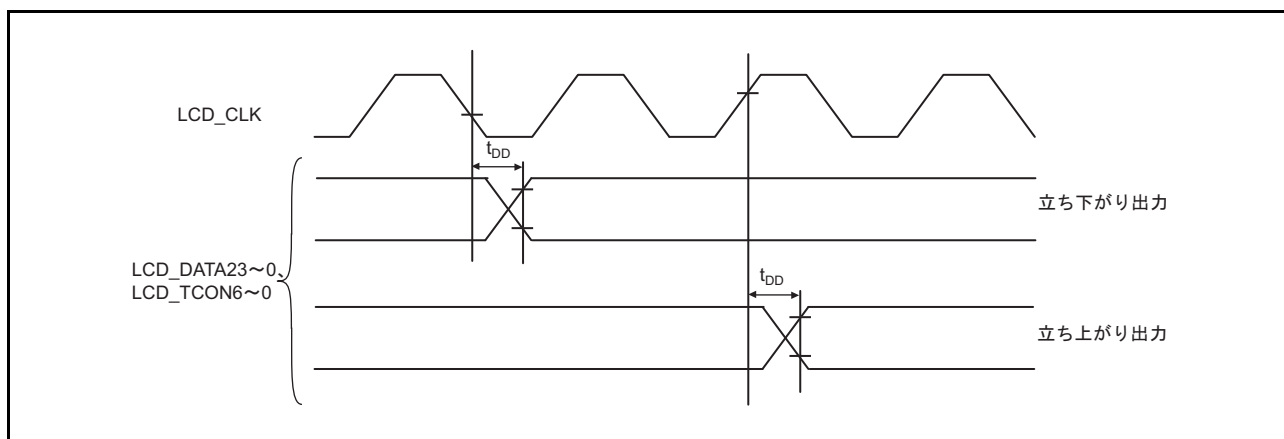 LCD_CLK
tDD
立ち下がり出力
LCD_DATA23～0、
LCD_TCON6～0
tDD
立ち上がり出力